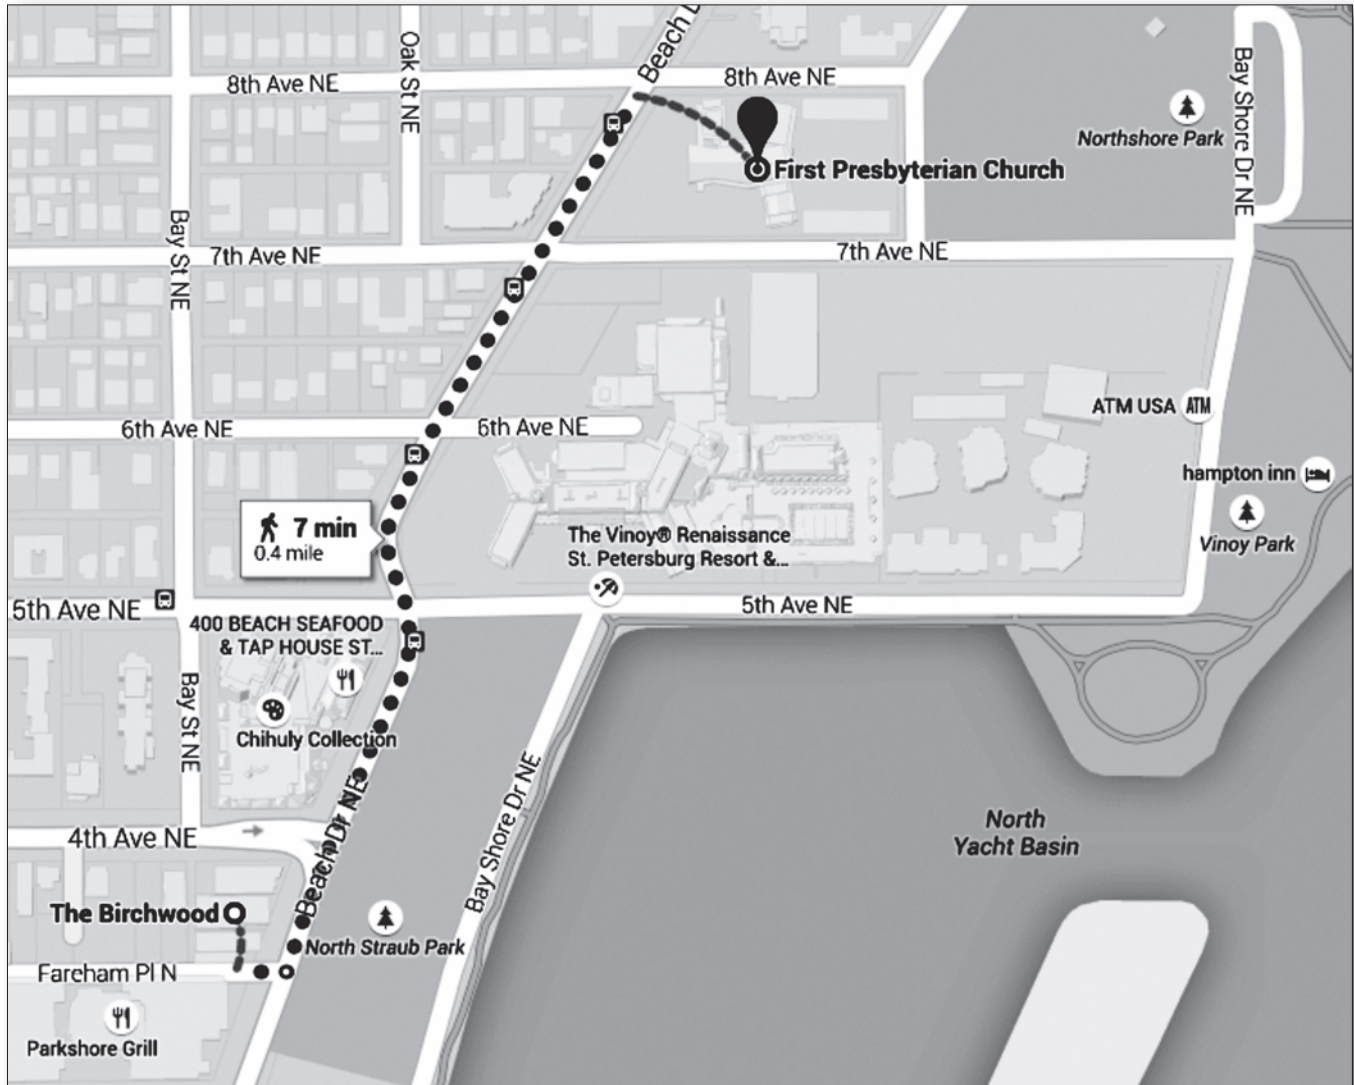 Beach D
8th Ave NE
8th Ave NE
Oak St NE
Bay Shore Dr NE
Northshore Park
First Presbyterian Church
Bay St NE
7th Ave NE
7th Ave NE
ATM USA ATM
6th Ave NE
6th Ave NE
hampton inn
7 min
0.4 mile
The Vinoy® Renaissance
St. Petersburg Resort &...
Vinoy Park
5th Ave NE
5th Ave NE
400 BEACH SEAFOOD
& TAP HOUSE ST...
Bay St NE
Chihuly Collection
Beach Dr NE
Bay Shore Dr NE
4th Ave NE
North
Yacht Basin
The Birchwood
North Straub Park
Fareham Pl N
Parkshore Grill